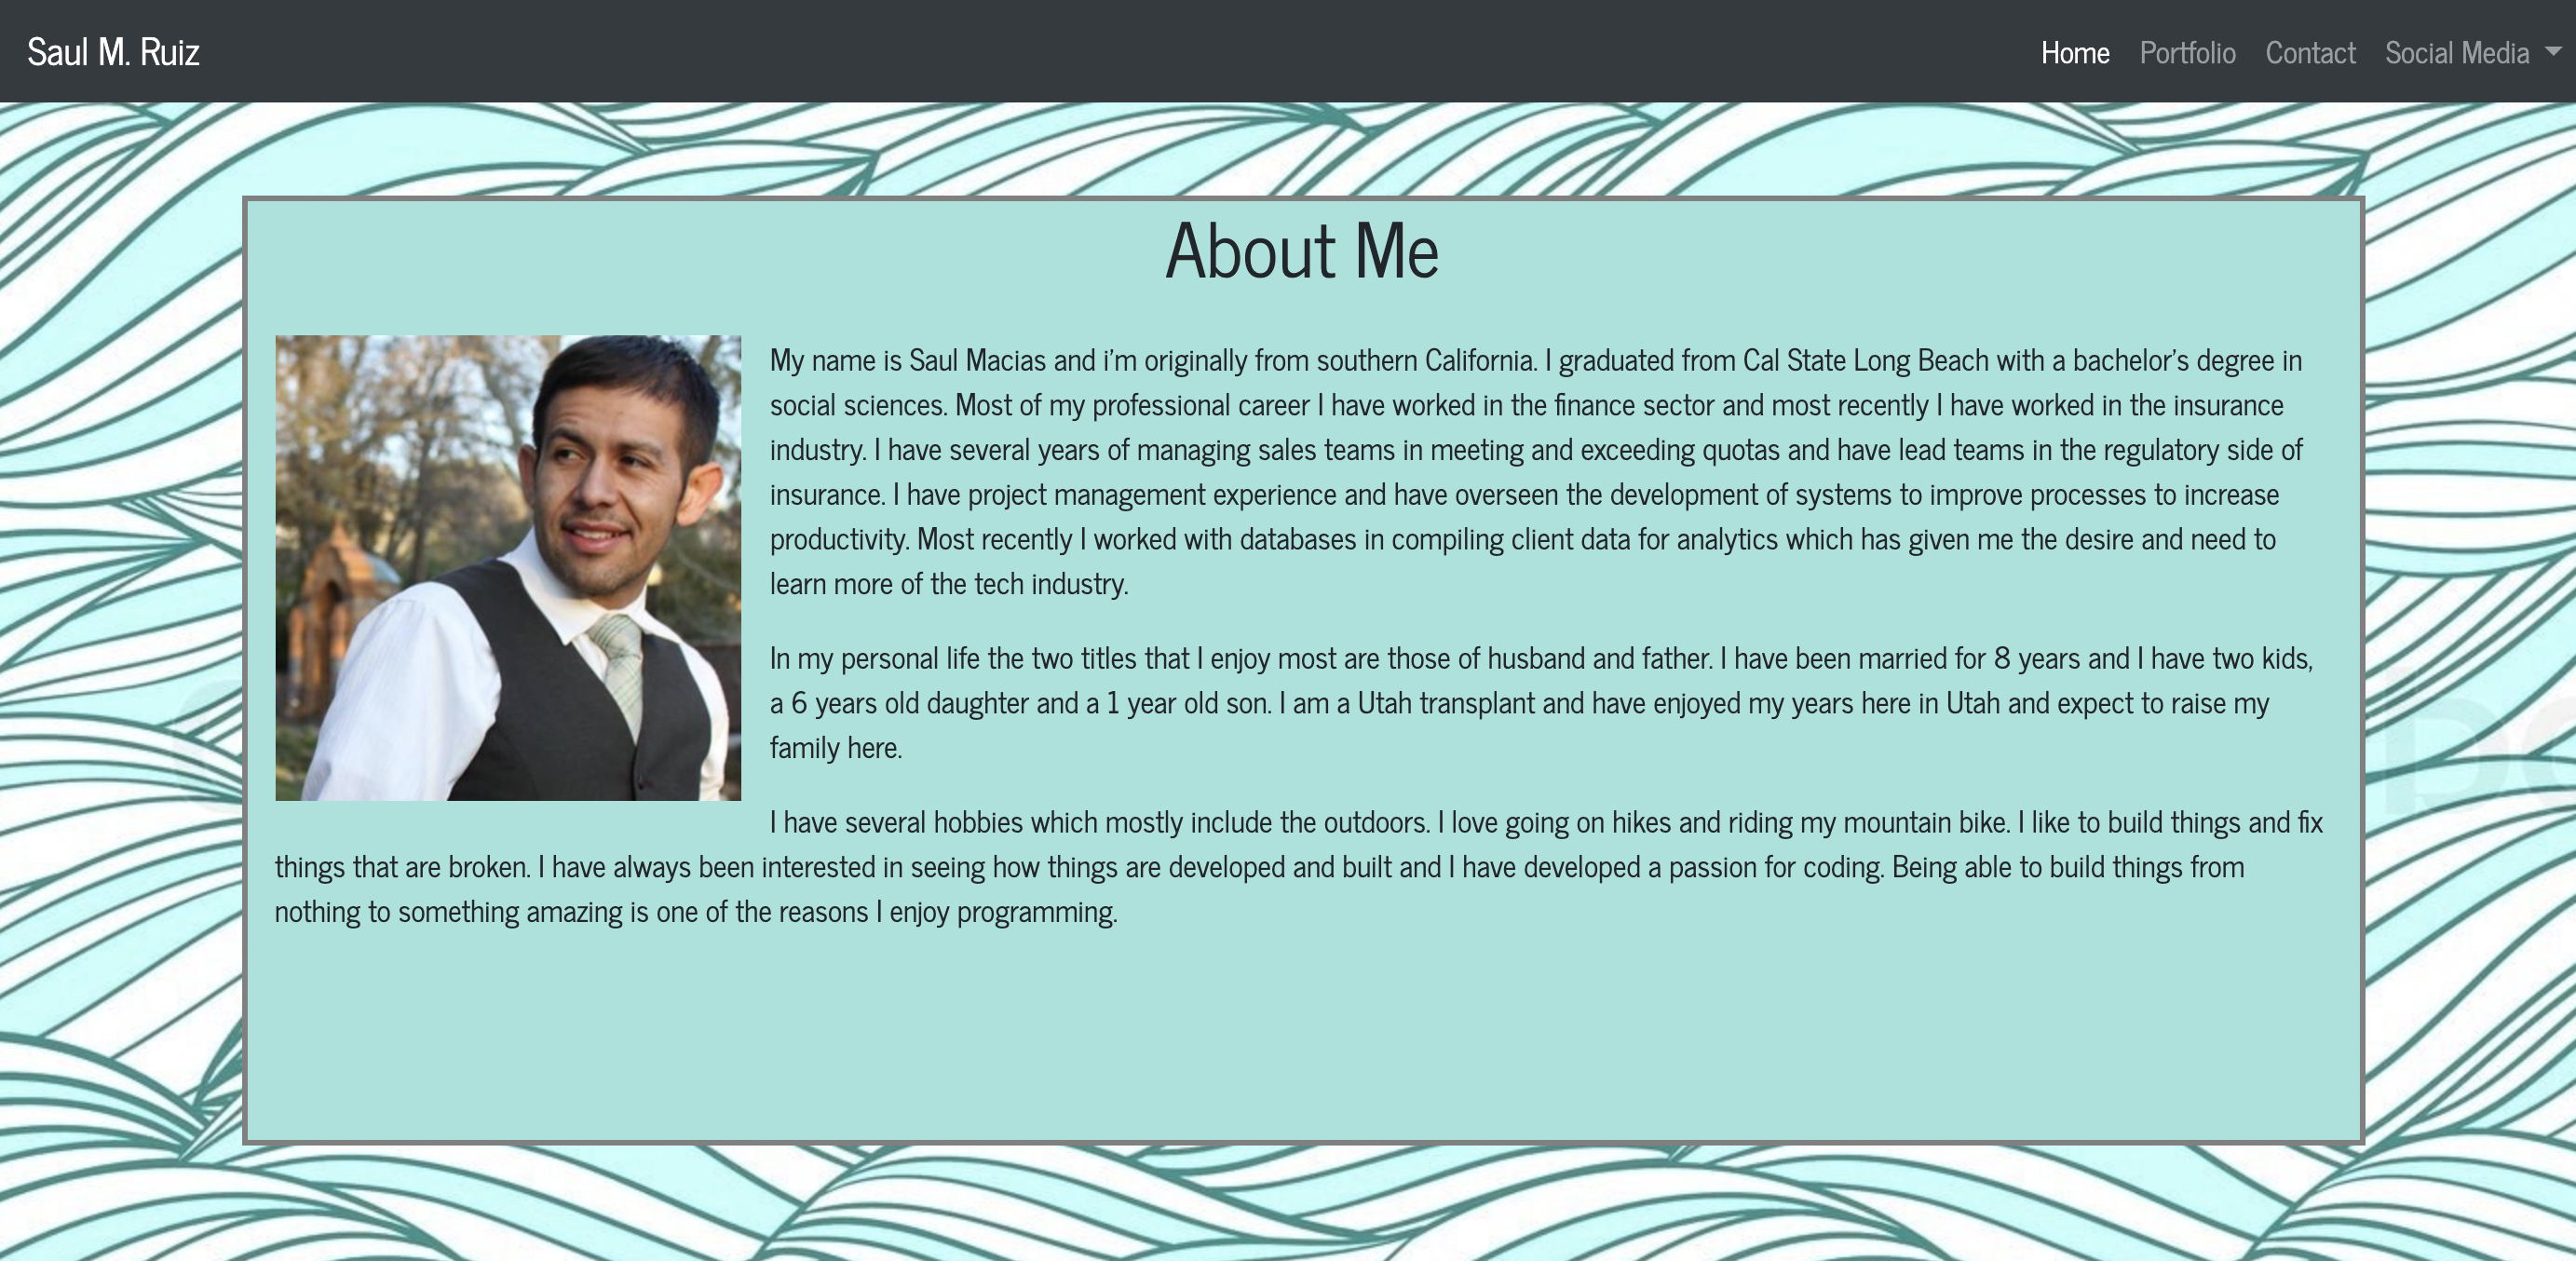 Saul M. Ruiz
Home Portfolio Contact Social Media
About Me
My name is Saul Macias and i'm originally from southern California. I graduated from Cal State Long Beach with a bachelor's degree in
social sciences. Most of my professional career I have worked in the finance sector and most recently I have worked in the insurance
industry. I have several years of managing sales teams in meeting and exceeding quotas and have lead teams in the regulatory side of
insurance. I have project management experience and have overseen the development of systems to improve processes to increase
productivity. Most recently I worked with databases in compiling client data for analytics which has given me the desire and need to
learn more of the tech industry.
In my personal life the two titles that I enjoy most are those of husband and father. I have been married for 8 years and I have two kids,
a 6 years old daughter and a 1 year old son. I am a Utah transplant and have enjoyed my years here in Utah and expect to raise my
family here.
I have several hobbies which mostly include the outdoors. I love going on hikes and riding my mountain bike. I like to build things and fix
things that are broken. I have always been interested in seeing how things are developed and built and I have developed a passion for coding. Being able to build things from
nothing to something amazing is one of the reasons I enjoy programming.